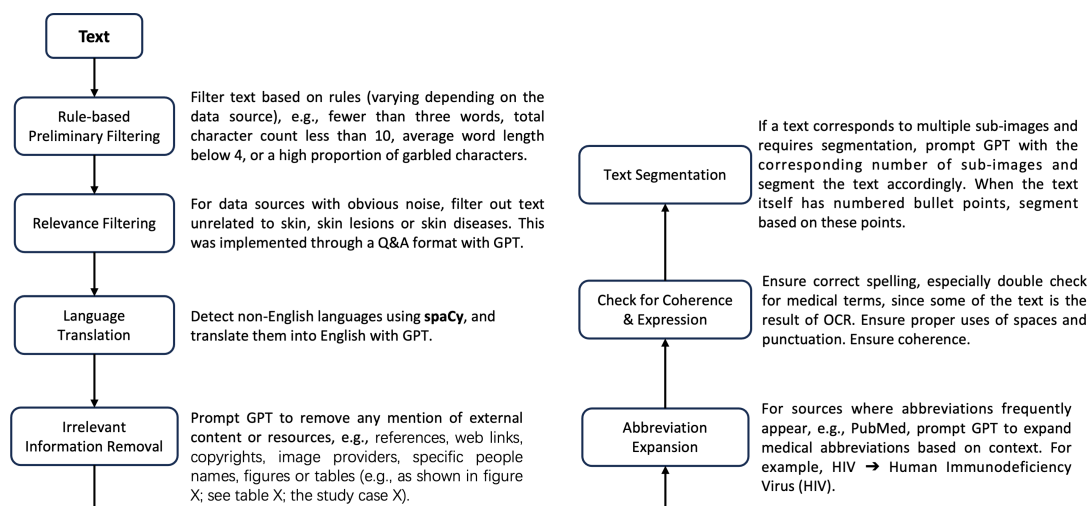 Text
Rule-based
Preliminary Filtering
Filter text based on rules (varying depending on the
data source), e.g., fewer than three words, total
character count less than 10, average word length
below 4, or a high proportion of garbled characters.
Relevance Filtering
For data sources with obvious noise, filter out text
unrelated to skin, skin lesions or skin diseases. This
was implemented through a Q&A format with GPT.
Language
Translation
Detect non-English languages using spaCy, and
translate them into English with GPT.
Irrelevant
Information Removal
Prompt GPT to remove any mention of external
content or resources, e.g., references, web links,
copyrights, image providers, specific people
names, figures or tables (e.g., as shown in figure
X; see table X; the study case X).
Text Segmentation
If a text corresponds to multiple sub-images and
requires segmentation, prompt GPT with the
corresponding number of sub-images and
segment the text accordingly. When the text
itself has numbered bullet points, segment
based on these points.
Check for Coherence
& Expression
Ensure correct spelling, especially double check
for medical terms, since some of the text is the
result of OCR. Ensure proper uses of spaces and
punctuation. Ensure coherence.
Abbreviation
Expansion
For sources where abbreviations frequently
appear, e.g., PubMed, prompt GPT to expand
medical abbreviations based on context. For
example, HIV ➔ Human Immunodeficiency
Virus (HIV).